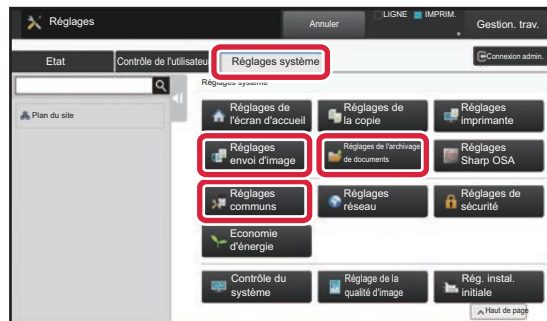 Réglages
Annuler
LIGNE
IMPRIM.
Gestion. trav.
Etat
Contrôle de l'utilisateu
Réglages système
Connexion admin.
Réglages système
Plan du site
Réglages de
l'écran d'accueil
Réglages de
la copie
Réglages
imprimante
Réglages
envoi d'image
Réglages de l'archivage
de documents
Réglages
Sharp OSA
Réglages
communs
Réglages
réseau
Réglages de
sécurité
Economie
d'énergie
Contrôle du
système
Réglage de la
qualité d'image
Rég. instal.
initiale
Haut de page